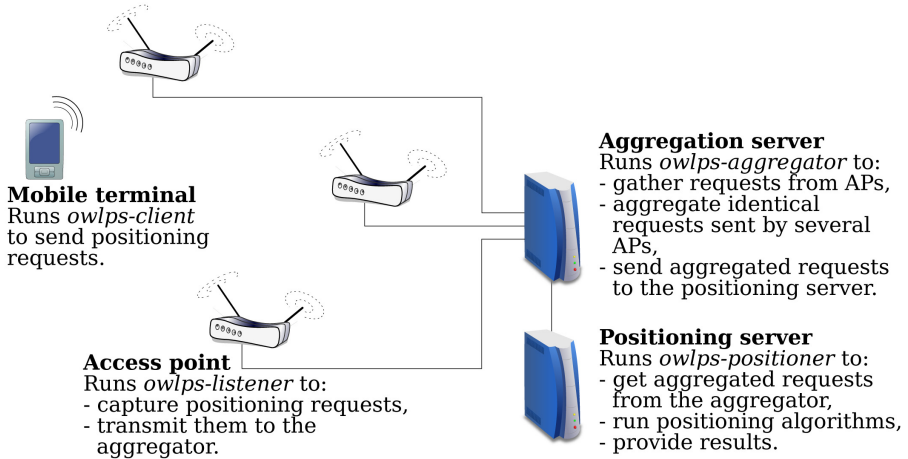 Mobile terminal
Runs owlps-client
to send positioning
requests.
Access point
Runs owlps-listener to:
- capture positioning requests,
- transmit them to the
aggregator.
Aggregation server
Runs owlps-aggregator to:
- gather requests from APs,
- aggregate identical
requests sent by several
APs,
- send aggregated requests
to the positioning server.
Positioning server
Runs owlps-positioner to:
- get aggregated requests
from the aggregator,
- run positioning algorithms,
- provide results.